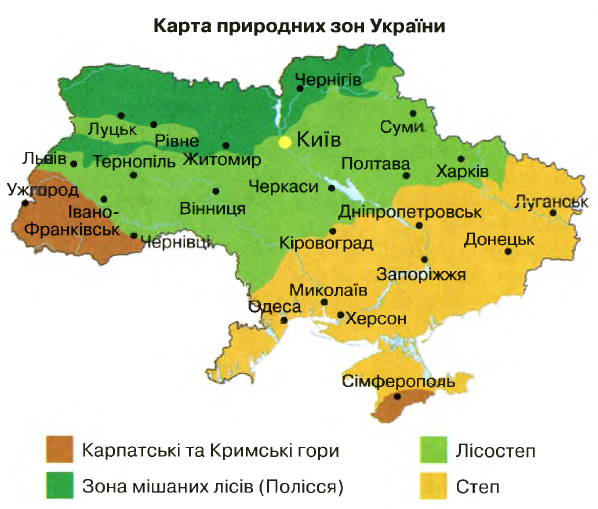 Карта природних зон України
Чернігів
Луцьк
Рівне
Київ
Суми
Львів
Тернопіль
Житомир
Полтава
Харків
Ужгород
Івано-
Франківськ
Вінниця
Черкаси
Дніпропетровськ
Луганськ
Чернівці
Кіровоград
Донецьк
Запоріжжя
Миколаїв
Одеса
Херсон
Сімферополь
Карпатські та Кримські гори
Лісостеп
Зона мішаних лісів (Полісся)
Степ